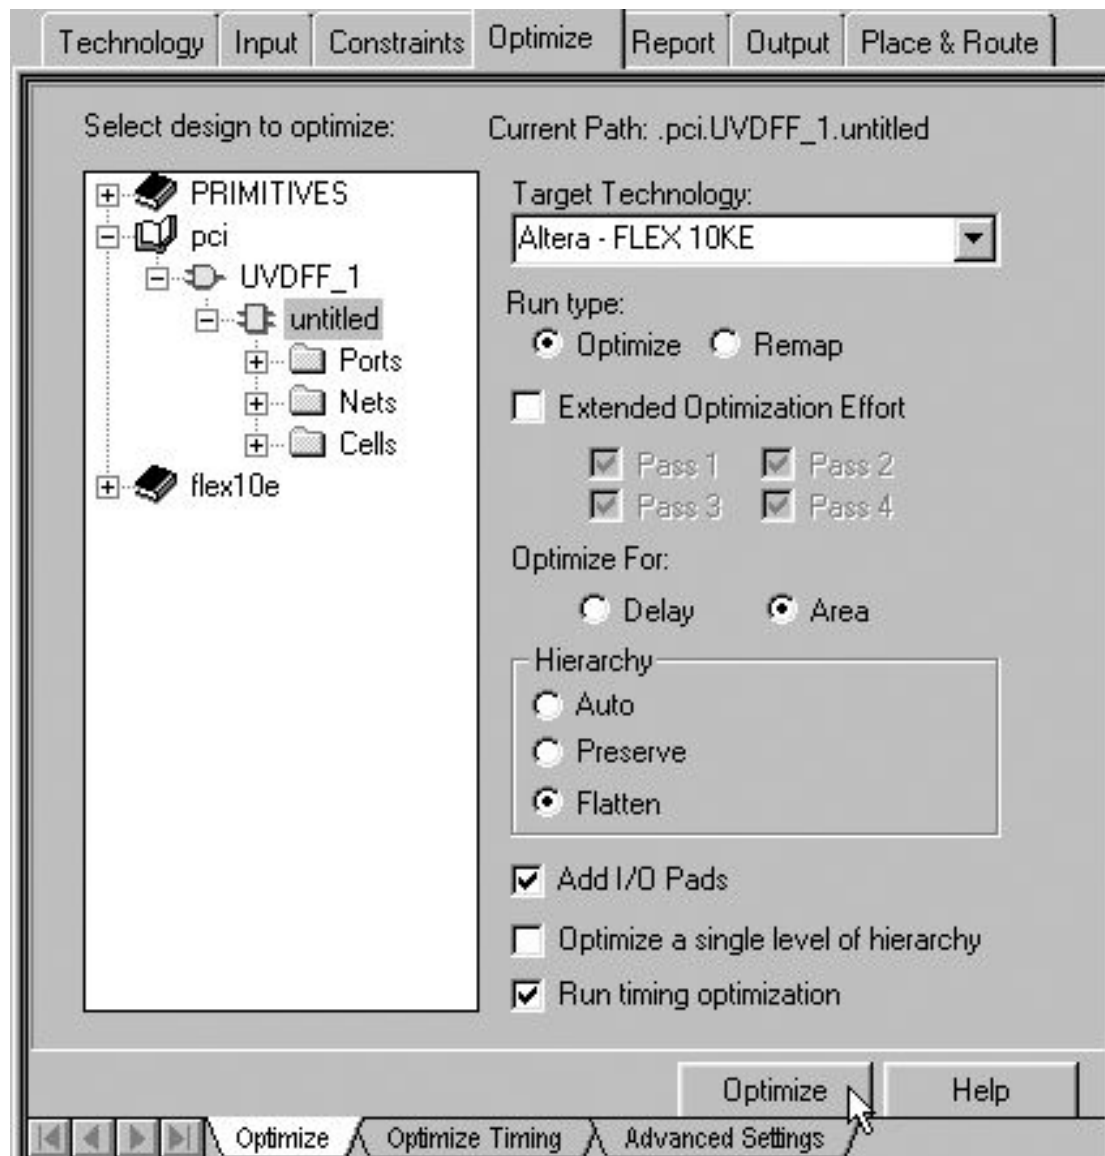 Technology Input Constraints Optimize Report Output Place & Route
Select design to optimize:
Current Path: .pci.UVDFF_1.untitled
PRIMITIVES
pci
UVDFF_1
untitled
Ports
Nets
Cells
flex10e
Target Technology:
Altera - FLEX 10KE
Run type:
Optimize Remap
Extended Optimization Effort
Pass 1 Pass 2
Pass 3 Pass 4
Optimize For:
Delay Area
Hierarchy
Auto
Preserve
Flatten
Add I/O Pads
Optimize a single level of hierarchy
Run timing optimization
Optimize Help
Optimize Optimize Timing Advanced Settings